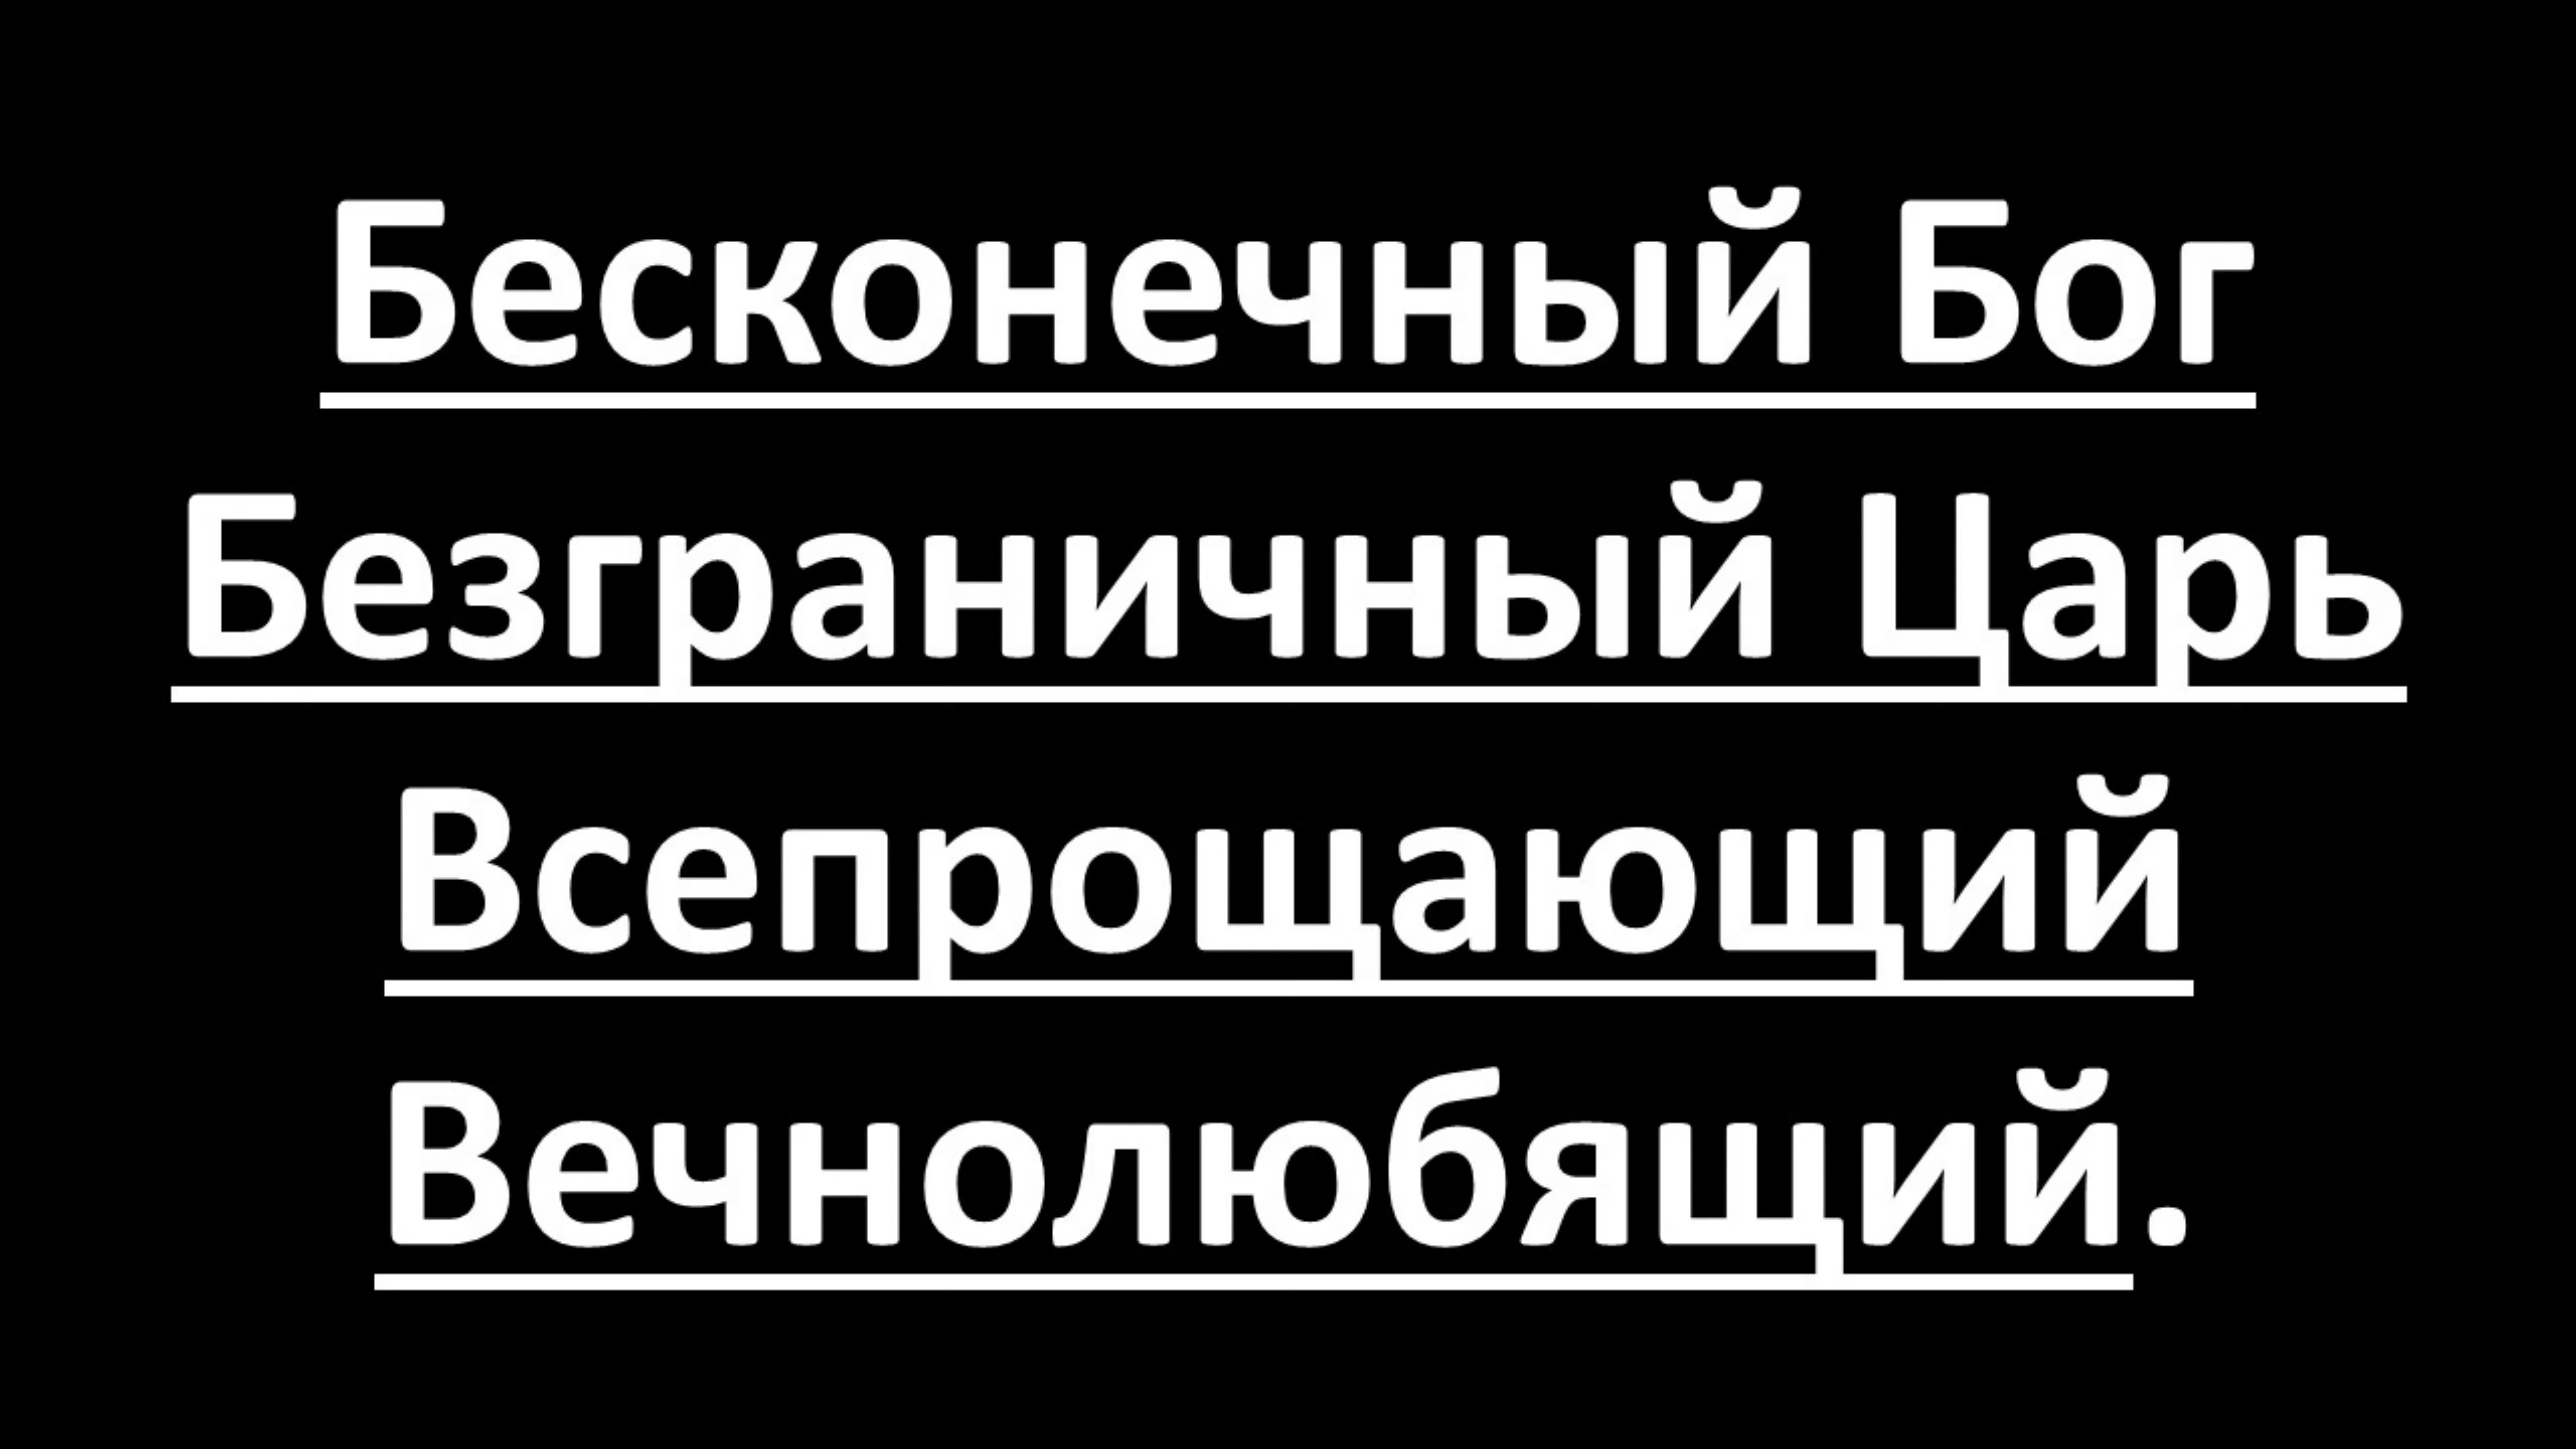 Бесконечный Бог
Безграничный Царь
Всепрощающий
Вечнолюбящий.